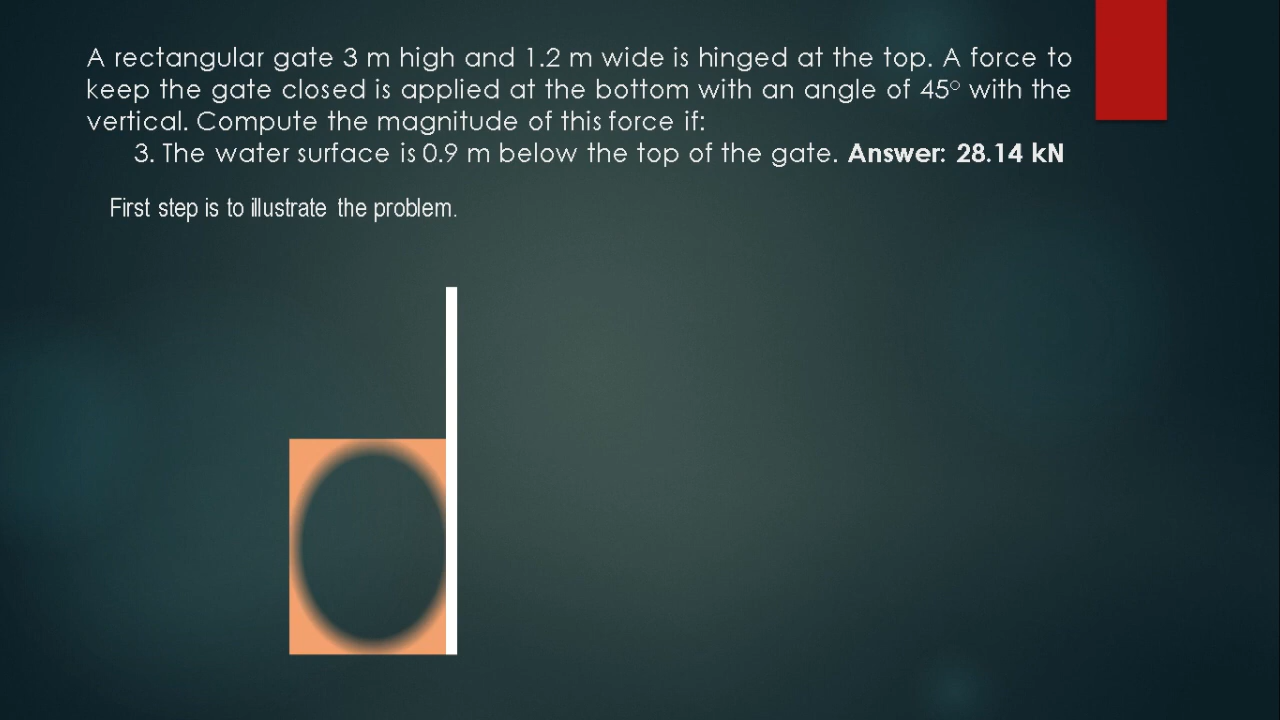 A rectangular gate 3 m high and 1.2 m wide is hinged at the top. A force to
keep the gate closed is applied at the bottom with an angle of 45° with the
vertical. Compute the magnitude of this force if:
3. The water surface is 0.9 m below the top of the gate. Answer: 28.14 kN
First step is to illustrate the problem.